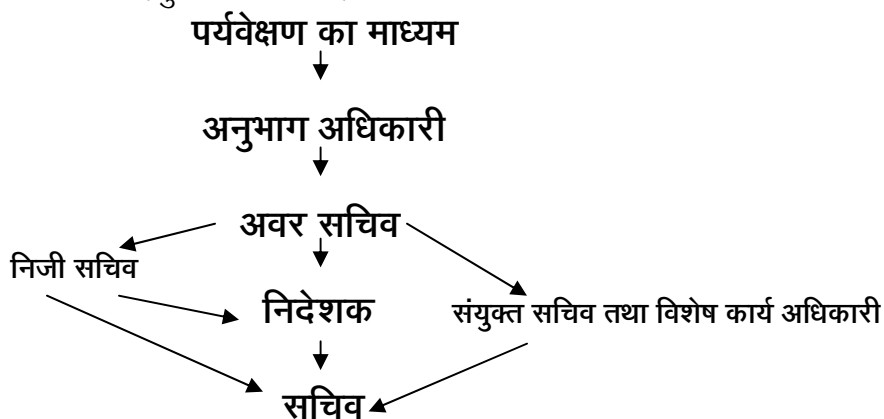 पर्यवेक्षण का माध्यम
अनुभाग अधिकारी
अवर सचिव
निजी सचिव
निदेशक
संयुक्त सचिव तथा विशेष कार्य अधिकारी
सचिव